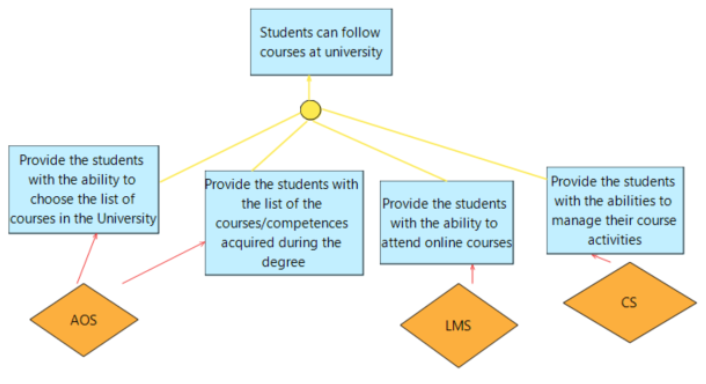 Students can follow
courses at university
Provide the students
with the ability to
choose the list of
courses in the University
Provide the students with
the list of the
courses/competences
acquired during the
degree
Provide the students
with the ability to
attend online courses
Provide the students
with the abilities to
manage their course
activities
AOS
LMS
CS